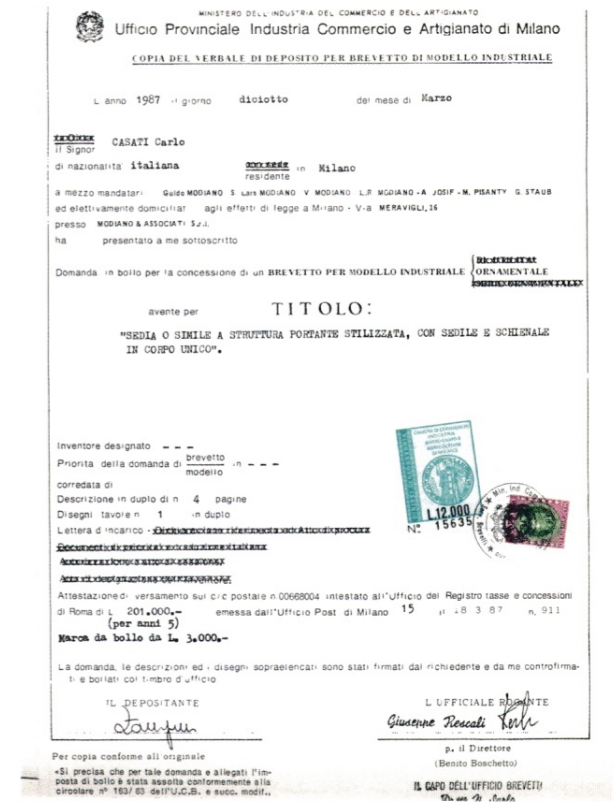 MINISTERO DELL'INDUSTRIA DEL COMMERCIO E DELL'ARTIGIANATO
Ufficio Provinciale Industria Commercio e Artigianato di Milano
COPIA DEL VERBALE DI DEPOSITO PER BREVETTO DI MODELLO INDUSTRIALE
L'anno 1987 il giorno diciotto del mese di Marzo
il Signor CASATI Carlo
di nazionalità italiana residente in Milano
a mezzo mandatari Guido MODIANO S. Lars MODIANO V MODIANO L.P. MODIANO - A JOSIF - M. PISANTY G. STAUB
ed elettivamente domiciliat agli effetti di legge a Milano - Via MERAVIGLI, 16
presso MODIANO & ASSOCIATI S.r.l.
ha presentato a me sottoscritto
Domanda in bollo per la concessione di un BREVETTO PER MODELLO INDUSTRIALE ORNAMENTALE
avente per TITOLO:
"SEDIA O SIMILE A STRUTTURA PORTANTE STILIZZATA, CON SEDILE E SCHIENALE
IN CORPO UNICO".
Inventore designato - - -
Priorità della domanda di brevetto modello in - - -
corredata di
Descrizione in duplo di n 4 pagine
Disegni tavole n 1 in duplo
Lettera d'incarico
CAMERA DI COMMERCIO
INDUSTRIA
ARTIGIANATO
AGRICOLTURA
DI MILANO
L.12.000
N° 15635
Attestazione di versamento sul c/c postale n.00668004 intestato all'Ufficio del Registro tasse e concessioni
di Roma di L 201.000.- emessa dall'Ufficio Post di Milano 15 il 18 3 87 n. 911
(per anni 5)
Marca da bollo da L. 3.000.-
La domanda, le descrizioni ed i disegni sopraelencati sono stati firmati dal richiedente e da me controfirma-
ti e bollati col timbro d'ufficio
IL DEPOSITANTE
L UFFICIALE ROGANTE
Giuseppe Rescali
Per copia conforme all'originale
p. il Direttore
(Benito Boschetto)
«Si precisa che per tale domanda e allegati l'im-
posta di bollo è stata assolta conformemente alla
circolare n° 163/ 63 dell'U.C.B. e succ. modif..
IL CAPO DELL'UFFICIO BREVETTI